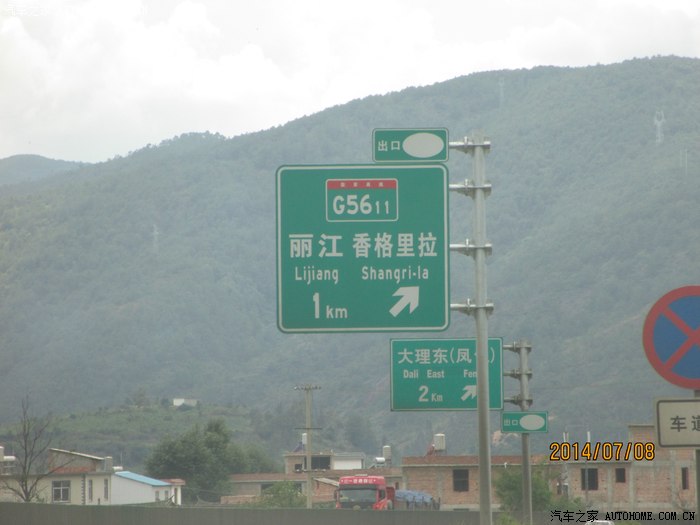 出口
国家高速
G5611
丽江 香格里拉
Lijiang Shangri-la
1km
大理东(凤
Dali East
2Km
出口
车道
2014/07/08
汽车之家 AUTOHOME.COM.CN